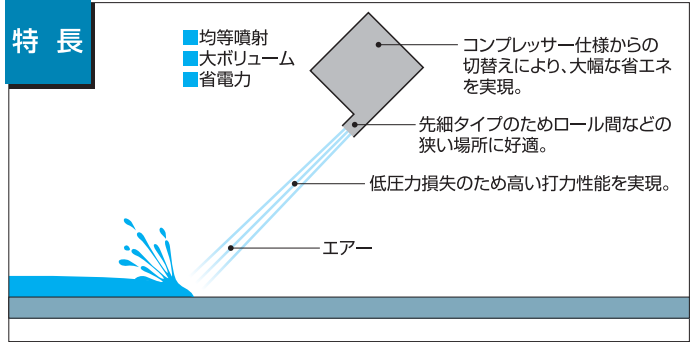 特長
■均等噴射
■大ボリューム
■省電力
コンプレッサー仕様からの
切替えにより、大幅な省エネ
を実現。
先細タイプのためロール間などの
狭い場所に好適。
低圧力損失のため高い打力性能を実現。
エアー